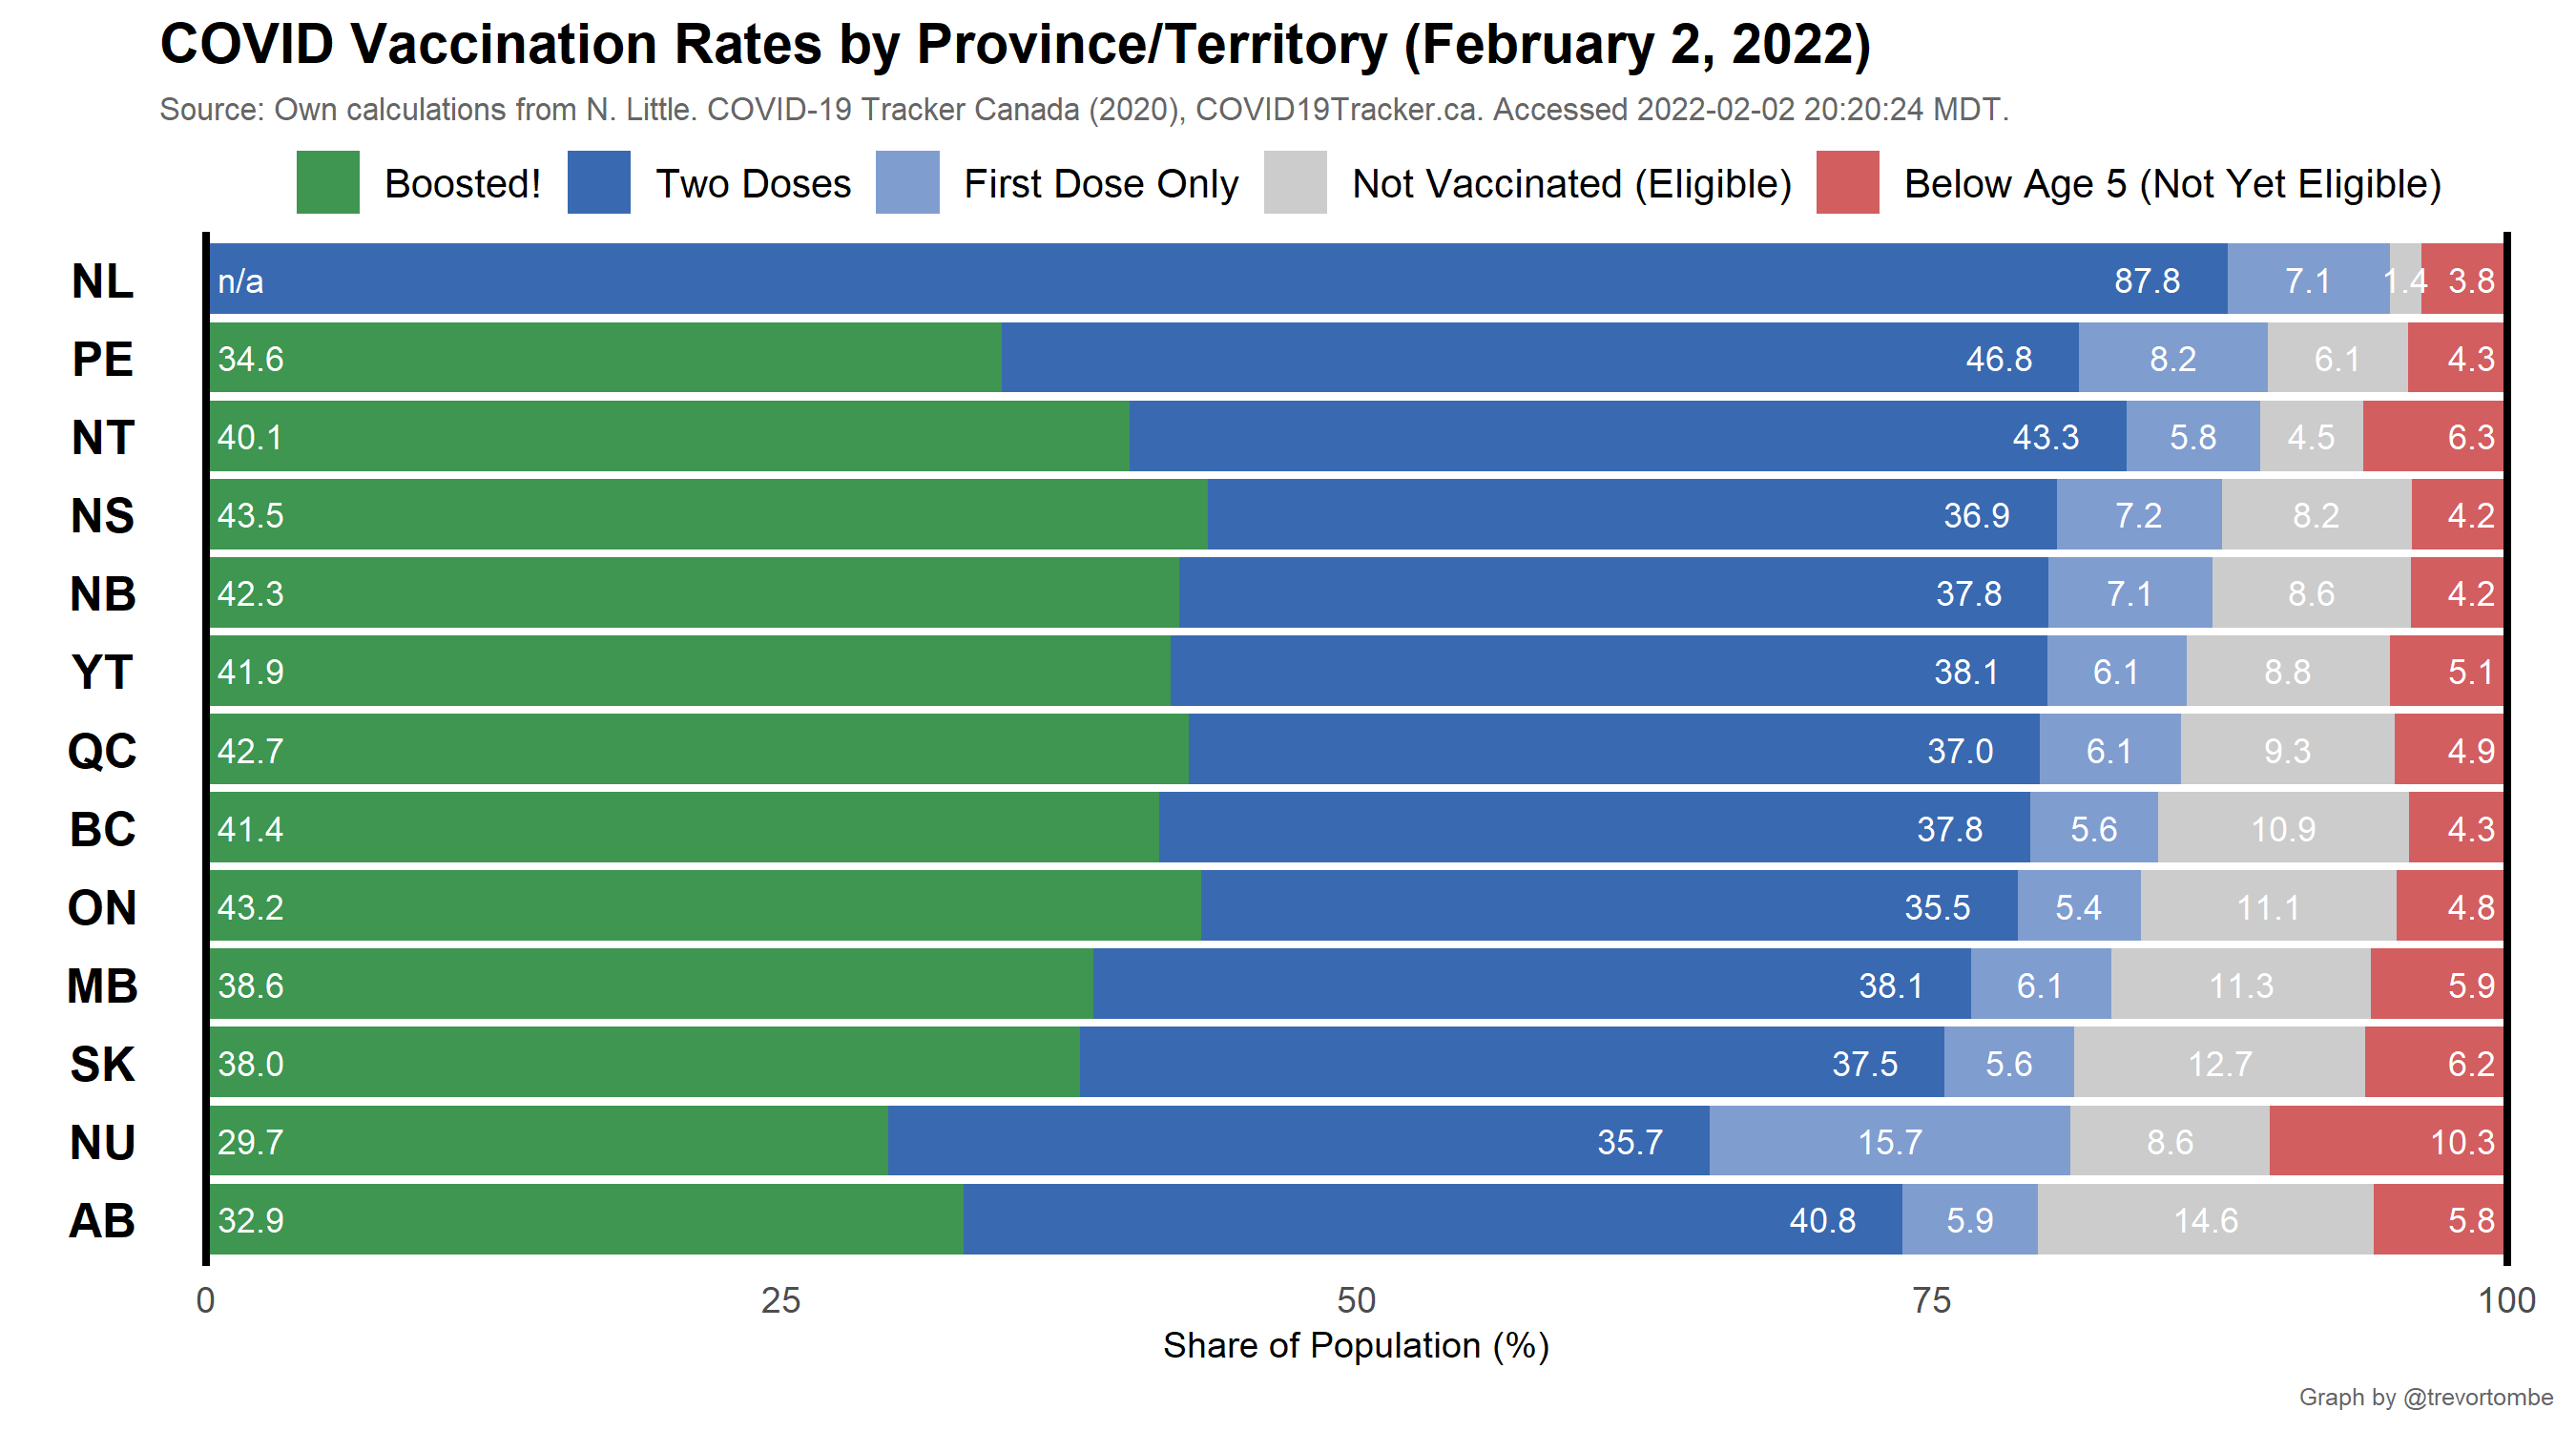 COVID Vaccination Rates by Province/Territory (February 2, 2022)
Source: Own calculations from N. Little. COVID-19 Tracker Canada (2020), COVID19Tracker.ca. Accessed 2022-02-02 20:20:24 MDT.
Boosted! Two Doses First Dose Only Not Vaccinated (Eligible) Below Age 5 (Not Yet Eligible)
NL n/a 87.8 7.1 1.4 3.8
PE 34.6 46.8 8.2 6.1 4.3
NT 40.1 43.3 5.8 4.5 6.3
NS 43.5 36.9 7.2 8.2 4.2
NB 42.3 37.8 7.1 8.6 4.2
YT 41.9 38.1 6.1 8.8 5.1
QC 42.7 37.0 6.1 9.3 4.9
BC 41.4 37.8 5.6 10.9 4.3
ON 43.2 35.5 5.4 11.1 4.8
MB 38.6 38.1 6.1 11.3 5.9
SK 38.0 37.5 5.6 12.7 6.2
NU 29.7 35.7 15.7 8.6 10.3
AB 32.9 40.8 5.9 14.6 5.8
0 25 50 75 100
Share of Population (%)
Graph by @trevortombe